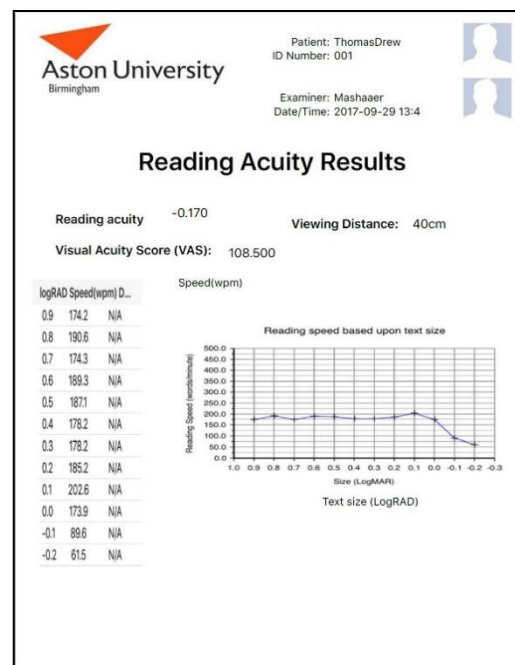 Aston University
Birmingham
Patient: ThomasDrew
ID Number: 001
Examiner: Mashaaer
Date/Time: 2017-09-29 13:4
Reading Acuity Results
Reading acuity -0.170
Viewing Distance: 40cm
Visual Acuity Score (VAS): 108.500
logRAD Speed(wpm) D...
0.9 174.2 N/A
0.8 190.6 N/A
0.7 174.3 N/A
0.6 189.3 N/A
0.5 187.1 N/A
0.4 178.2 N/A
0.3 178.2 N/A
0.2 185.2 N/A
0.1 202.6 N/A
0.0 173.9 N/A
-0.1 89.6 N/A
-0.2 61.5 N/A
Speed(wpm)
Reading speed based upon text size
Reading Speed (words/minute)
500.0
450.0
400.0
350.0
300.0
250.0
200.0
150.0
100.0
50.0
0.0
1.0 0.9 0.8 0.7 0.6 0.5 0.4 0.3 0.2 0.1 0.0 -0.1 -0.2 -0.3
Size (LogMAR)
Text size (LogRAD)